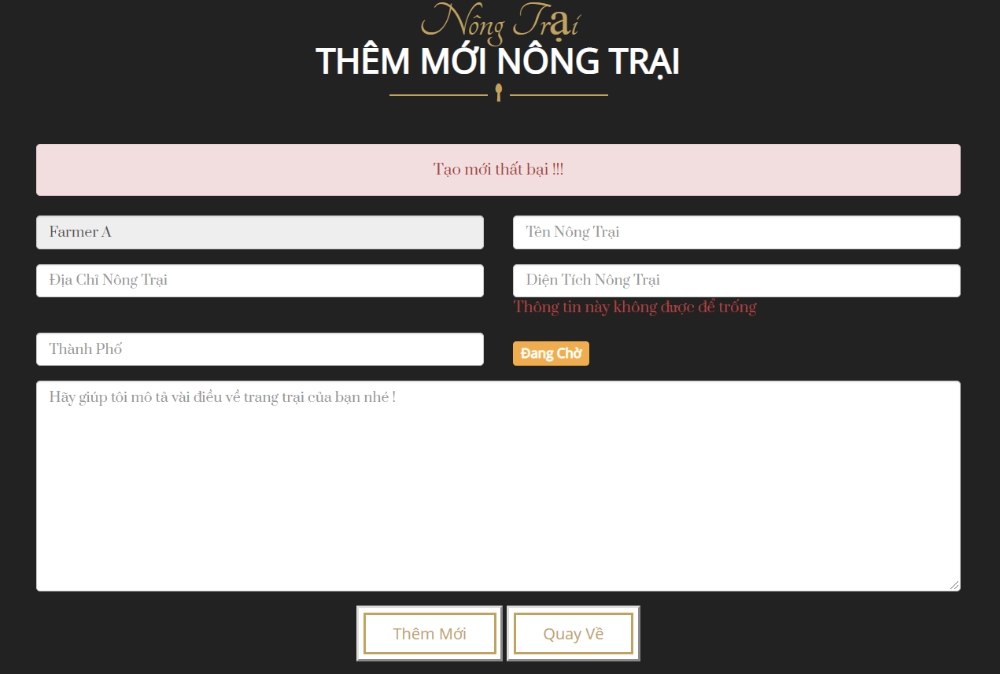 Nông Trại
THÊM MỚI NÔNG TRẠI
Tạo mới thất bại !!!
Farmer A
Tên Nông Trại
Địa Chỉ Nông Trại
Diện Tích Nông Trại
Thông tin này không được để trống
Thành Phố
Đang Chờ
Hãy giúp tôi mô tả vài điều về trang trại của bạn nhé !
Thêm Mới
Quay Về